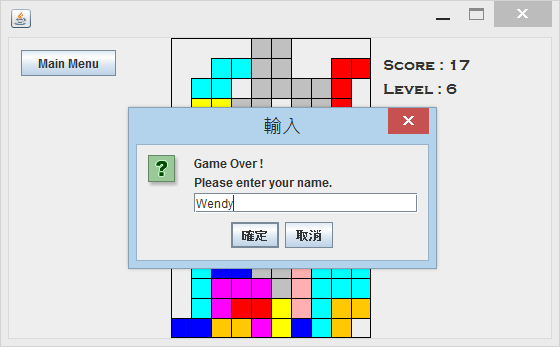 Main Menu
Score : 17
Level : 6
輸入
Game Over !
Please enter your name.
Wendy
確定
取消